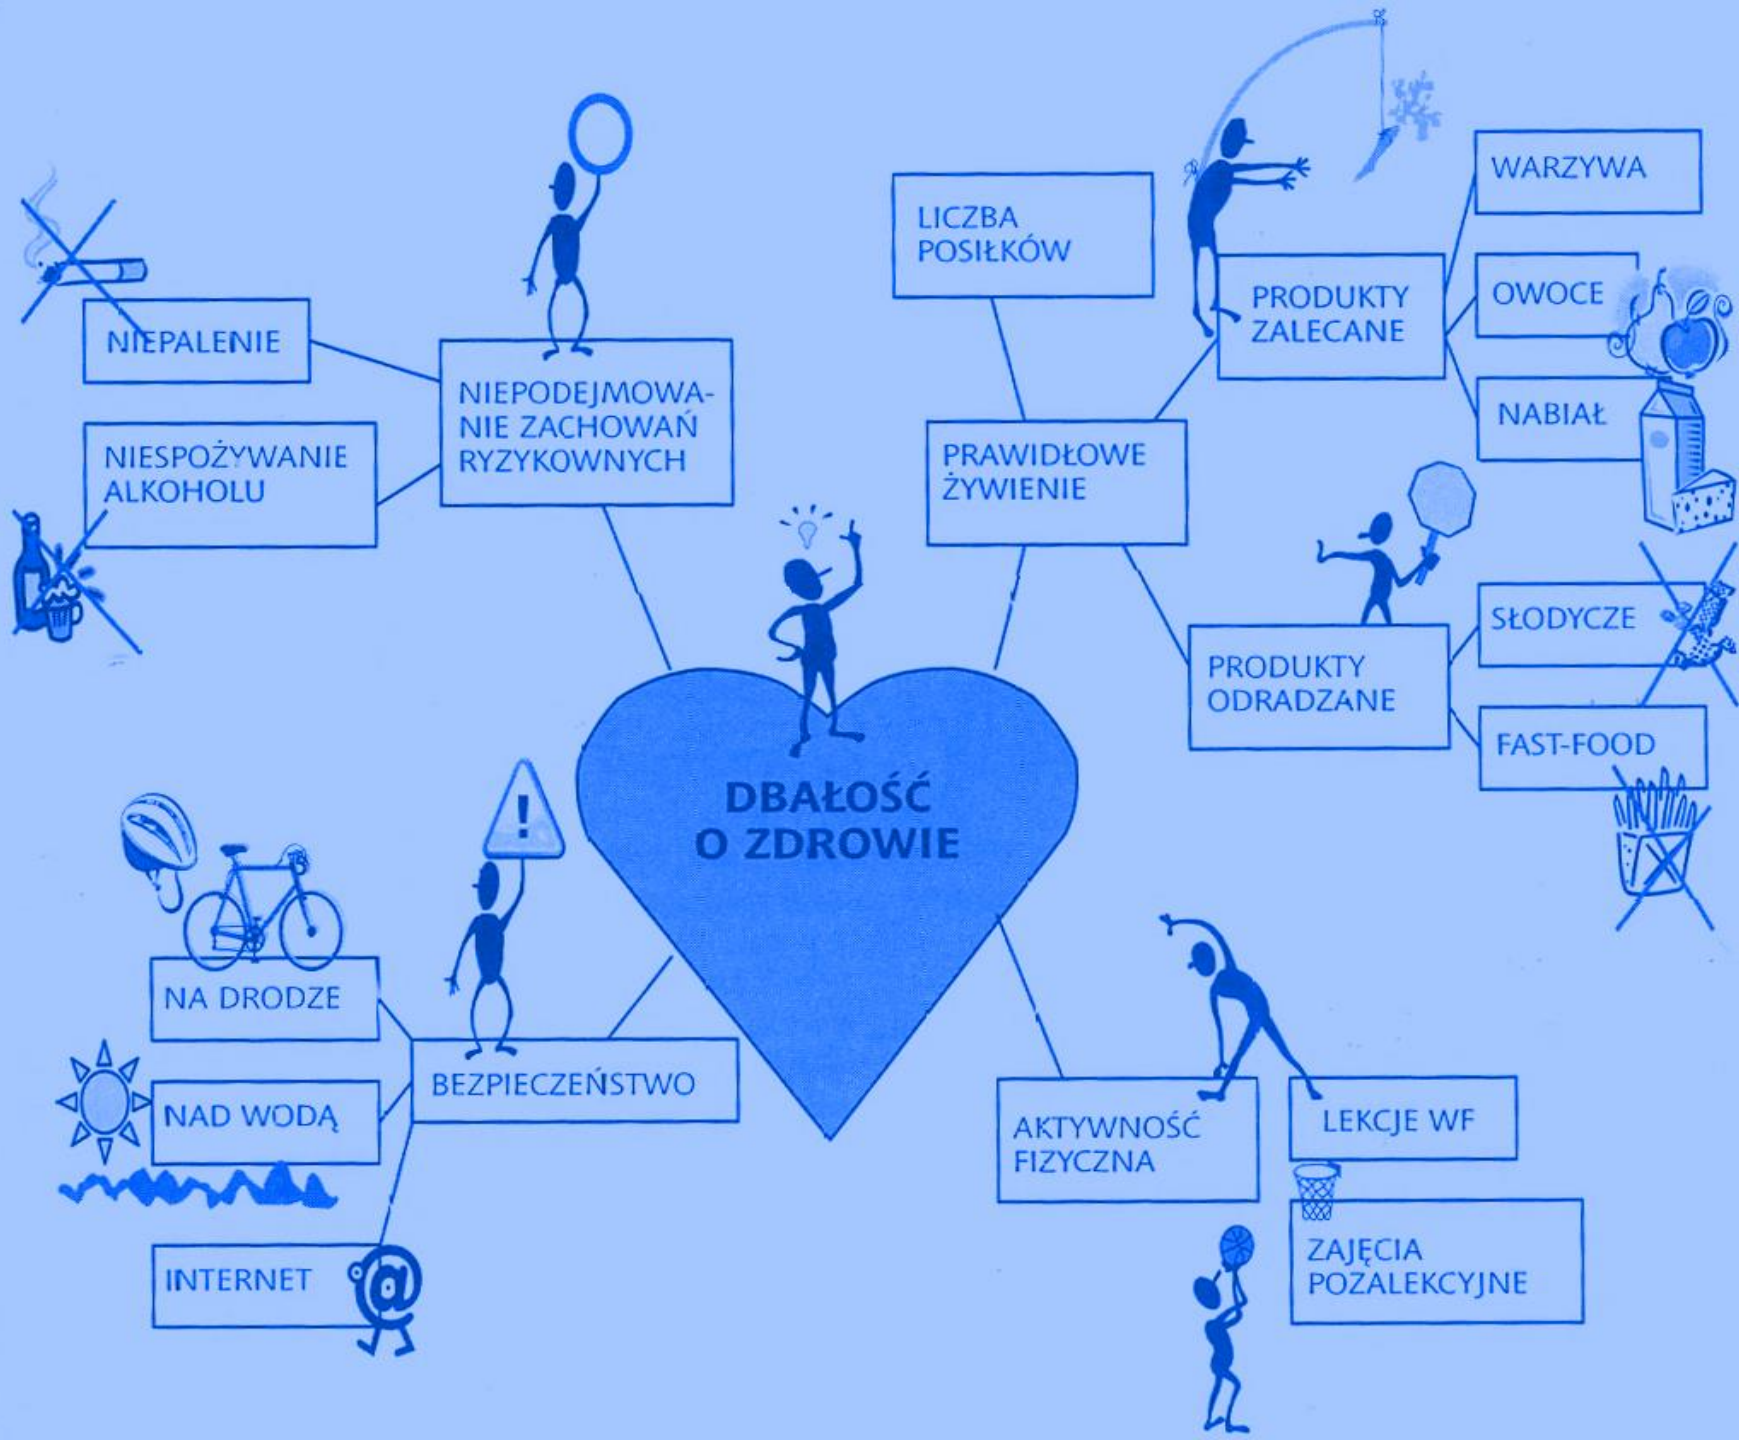 NIEPALENIE
NIESPOŻYWANIE
ALKOHOLU
NIEPODEJMOWA-
NIE ZACHOWAŃ
RYZYKOWNYCH
LICZBA
POSIŁKÓW
PRAWIDŁOWE
ŻYWIENIE
PRODUKTY
ZALECANE
WARZYWA
OWOCE
NABIAŁ
PRODUKTY
ODRADZANE
SŁODYCZE
FAST-FOOD
DBAŁOŚĆ
O ZDROWIE
!
NA DRODZE
NAD WODĄ
INTERNET
@
BEZPIECZEŃSTWO
AKTYWNOŚĆ
FIZYCZNA
LEKCJE WF
ZAJĘCIA
POZALEKCYJNE